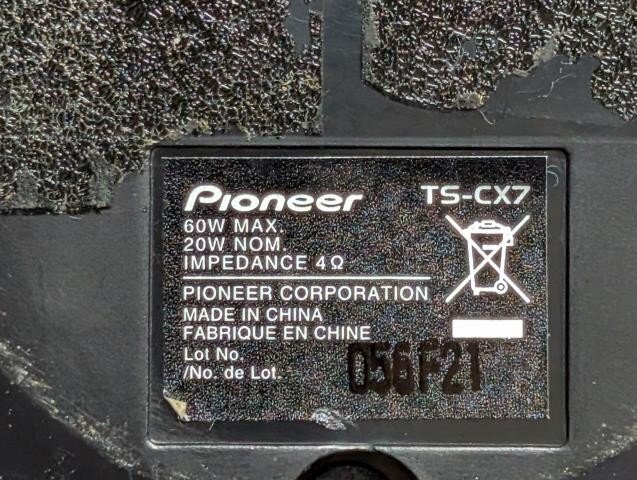 Pioneer TS-CX7
60W MAX.
20W NOM.
IMPEDANCE 4Ω
PIONEER CORPORATION
MADE IN CHINA
FABRIQUE EN CHINE
Lot No.
/No. de Lot. 056F21